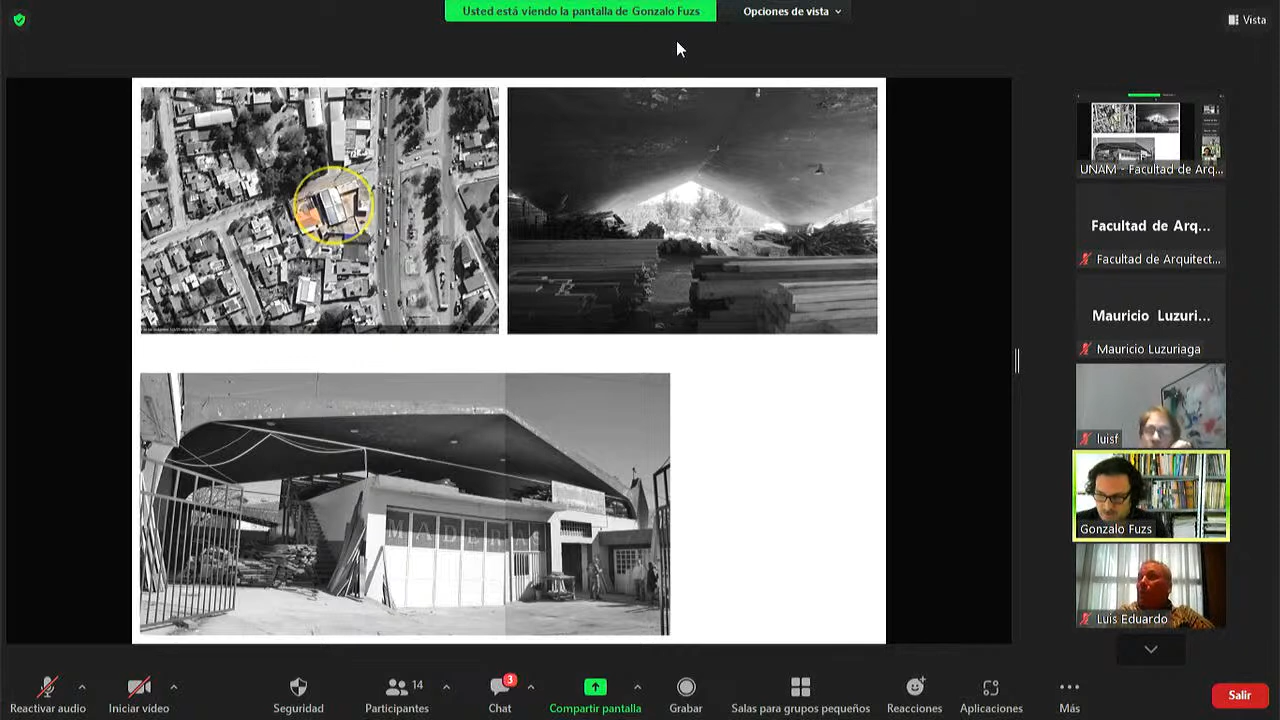 Usted está viendo la pantalla de Gonzalo Fuzs
Opciones de vista
Vista
UNAM - Facultad de Arq...
Facultad de Arq...
Facultad de Arquitect...
Mauricio Luzuri...
Mauricio Luzuriaga
luisf
Gonzalo Fuzs
Luis Eduardo
MADERAS
Reactivar audio
Iniciar vídeo
Seguridad
14
Participantes
3
Chat
Compartir pantalla
Grabar
Salas para grupos pequeños
Reacciones
Aplicaciones
Más
Salir